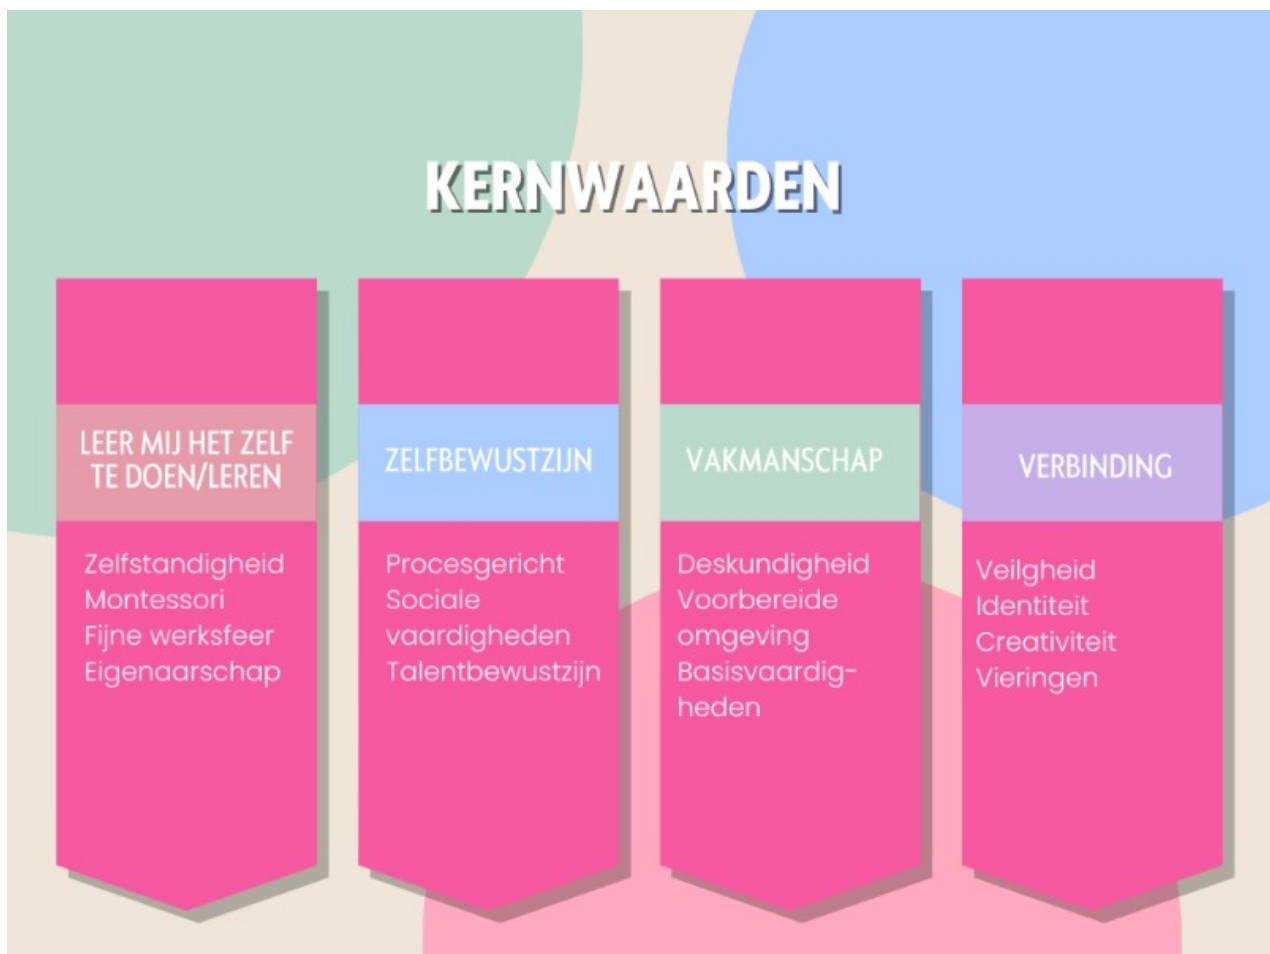 KERNWAARDEN
LEER MIJ HET ZELF
TE DOEN/LEREN
Zelfstandigheid
Montessori
Fijne werksfeer
Eigenaarschap
ZELFBEWUSTZIJN
Procesgericht
Sociale
vaardigheden
Talentbewustzijn
VAKMANSCHAP
Deskundigheid
Voorbereide
omgeving
Basisvaardig-
heden
VERBINDING
Veilgheid
Identiteit
Creativiteit
Vieringen